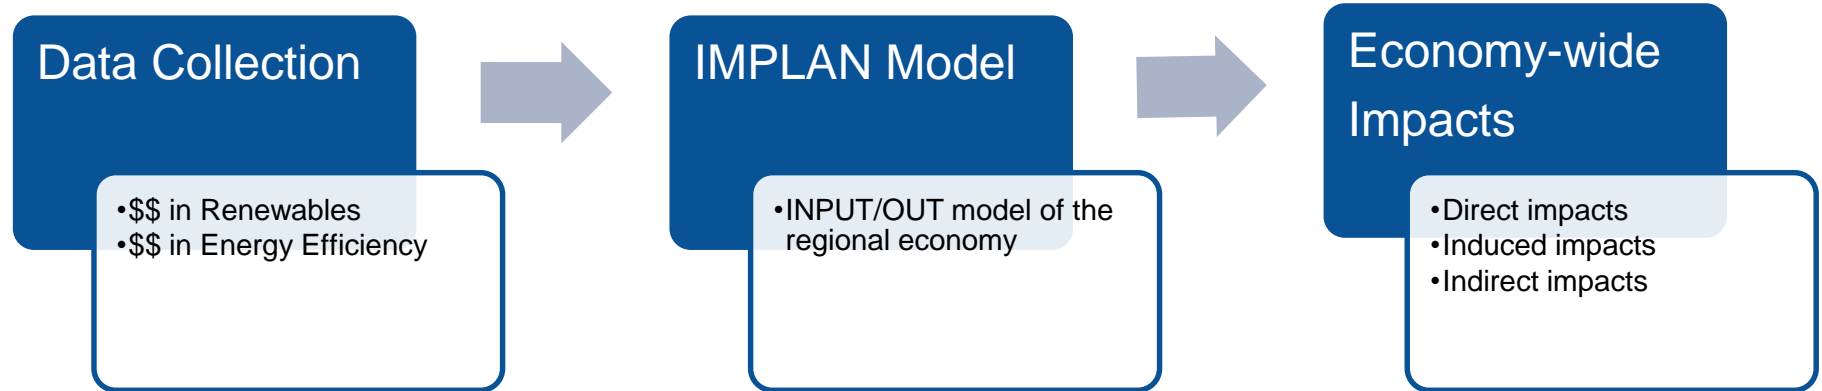 Data Collection
•$$ in Renewables
•$$ in Energy Efficiency
IMPLAN Model
•INPUT/OUT model of the
regional economy
Economy-wide
Impacts
•Direct impacts
•Induced impacts
•Indirect impacts